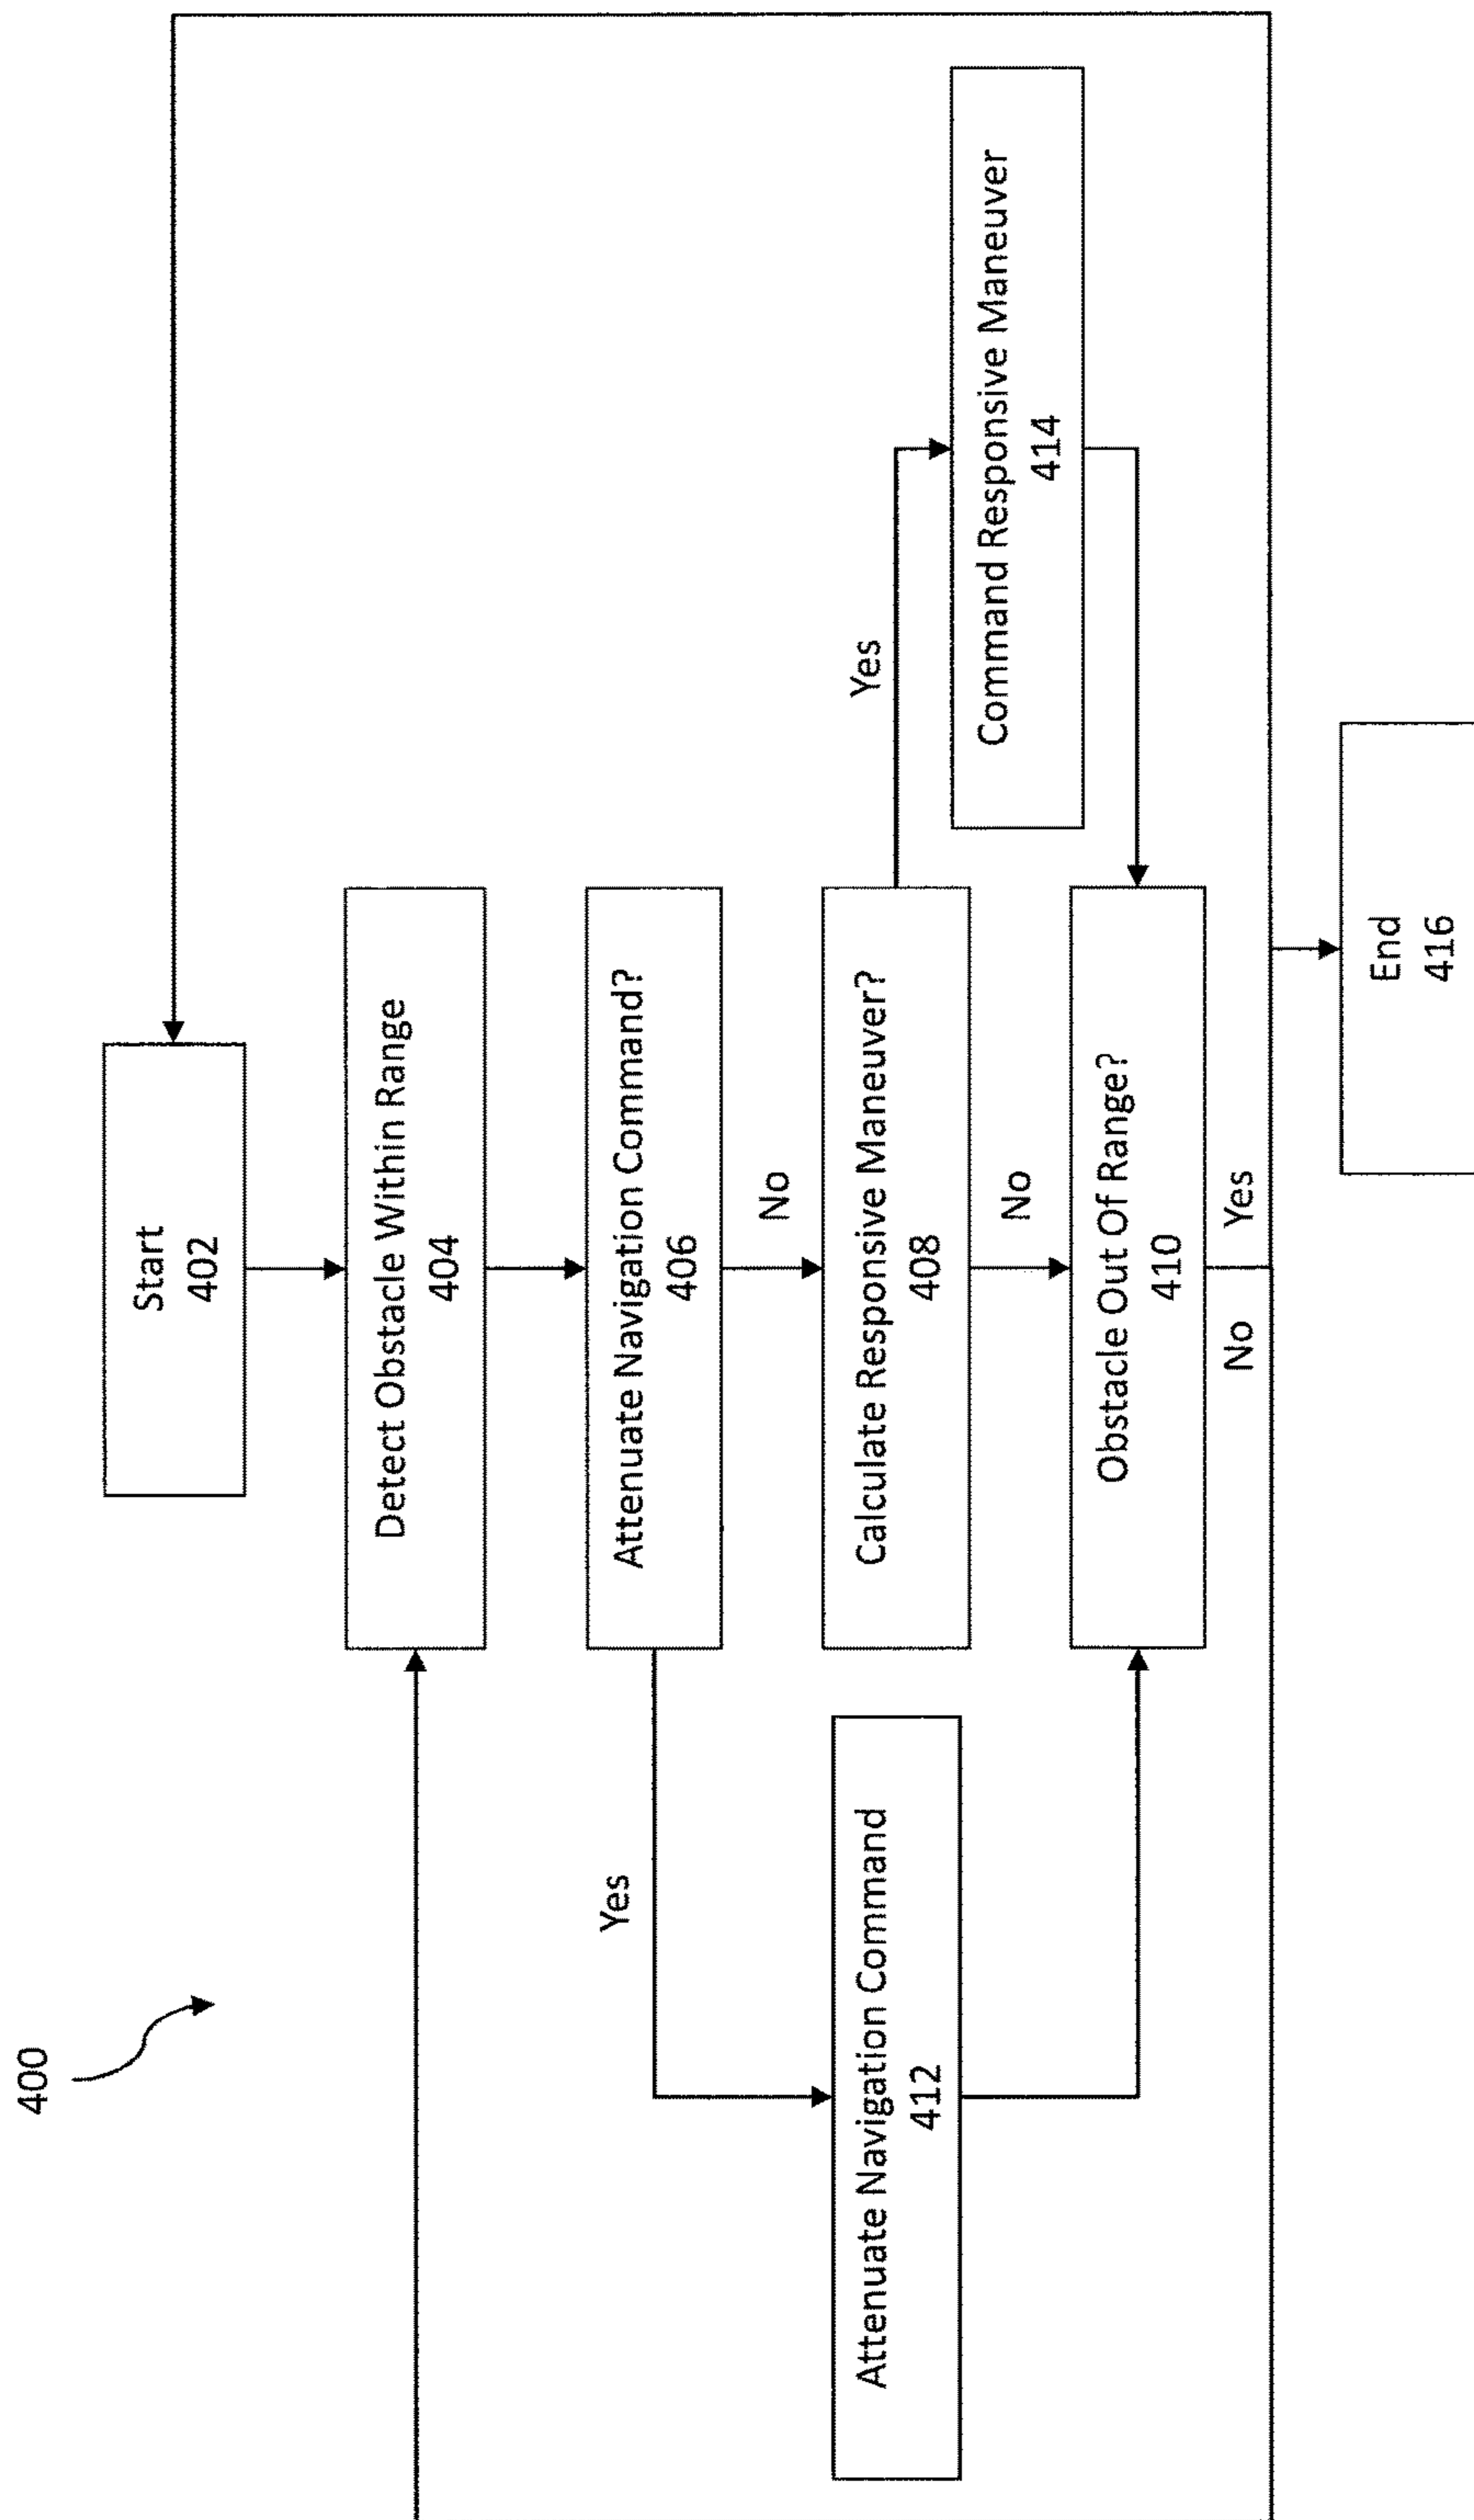 400
Start
402
Detect Obstacle Within Range
404
Attenuate Navigation Command?
406
Yes
No
Attenuate Navigation Command
412
Calculate Responsive Maneuver?
408
Yes
No
Command Responsive Maneuver
414
Obstacle Out Of Range?
410
No
Yes
End
416